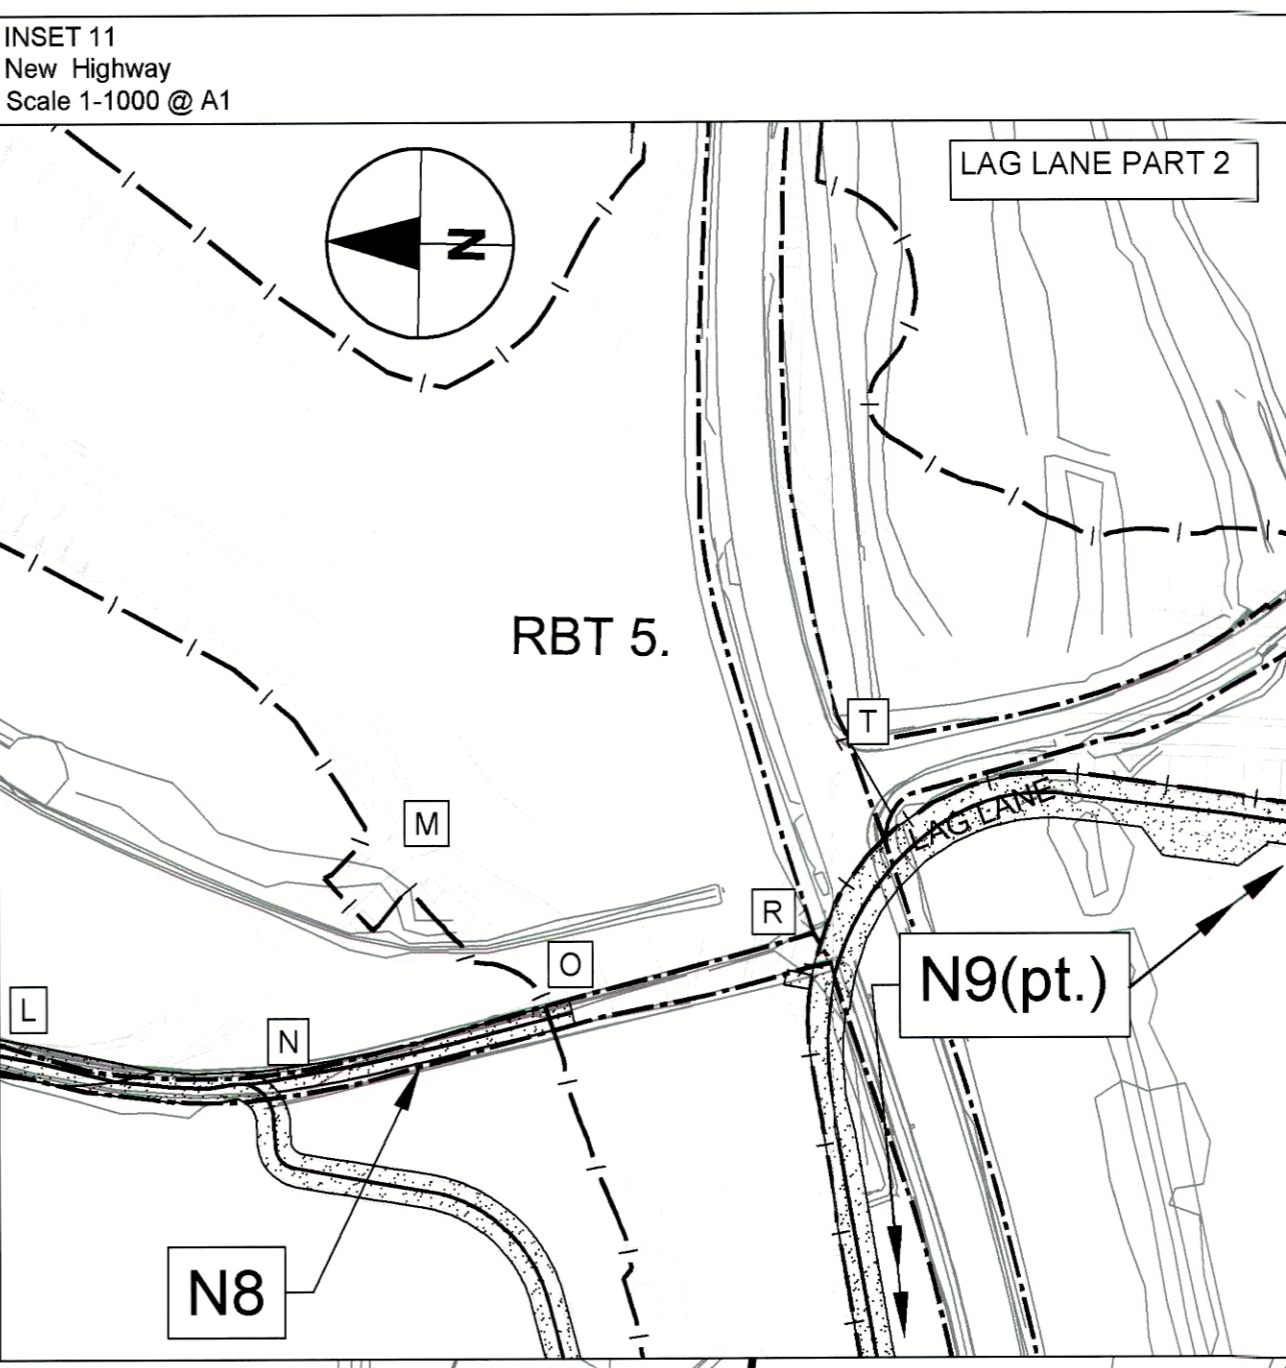 INSET 11
New Highway
Scale 1-1000 @ A1
LAG LANE PART 2
N
RBT 5.
T
M
LAG LANE
R
O
N9(pt.)
L
N
N8